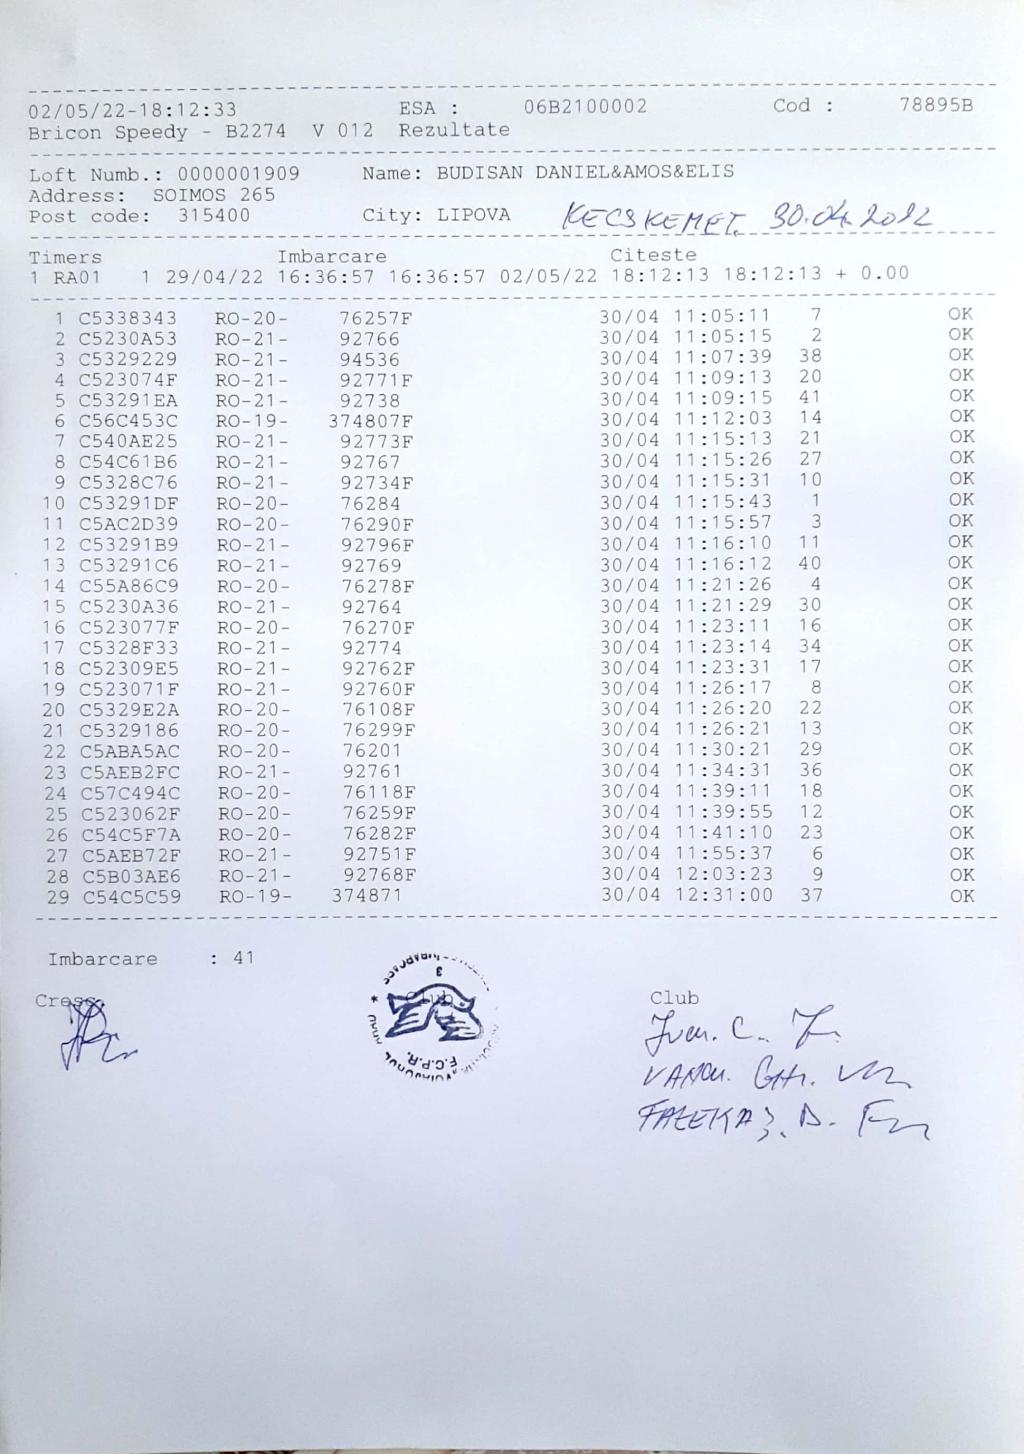 02/05/22-18:12:33 ESA : 06B2100002 Cod : 78895B
Bricon Speedy - B2274 V 012 Rezultate
Loft Numb.: 0000001909 Name: BUDISAN DANIEL&AMOS&ELIS
Address: SOIMOS 265
Post code: 315400 City: LIPOVA KECSKEMET. 30.04.2022
Timers Imbarcare Citeste
1 RA01 1 29/04/22 16:36:57 16:36:57 02/05/22 18:12:13 18:12:13 + 0.00
1 C5338343 RO-20- 76257F 30/04 11:05:11 7 OK
2 C5230A53 RO-21- 92766 30/04 11:05:15 2 OK
3 C5329229 RO-21- 94536 30/04 11:07:39 38 OK
4 C523074F RO-21- 92771F 30/04 11:09:13 20 OK
5 C53291EA RO-21- 92738 30/04 11:09:15 41 OK
6 C56C453C RO-19- 374807F 30/04 11:12:03 14 OK
7 C540AE25 RO-21- 92773F 30/04 11:15:13 21 OK
8 C54C61B6 RO-21- 92767 30/04 11:15:26 27 OK
9 C5328C76 RO-21- 92734F 30/04 11:15:31 10 OK
10 C53291DF RO-20- 76284 30/04 11:15:43 1 OK
11 C5AC2D39 RO-20- 76290F 30/04 11:15:57 3 OK
12 C53291B9 RO-21- 92796F 30/04 11:16:10 11 OK
13 C53291C6 RO-21- 92769 30/04 11:16:12 40 OK
14 C55A86C9 RO-20- 76278F 30/04 11:21:26 4 OK
15 C5230A36 RO-21- 92764 30/04 11:21:29 30 OK
16 C523077F RO-20- 76270F 30/04 11:23:11 16 OK
17 C5328F33 RO-21- 92774 30/04 11:23:14 34 OK
18 C52309E5 RO-21- 92762F 30/04 11:23:31 17 OK
19 C523071F RO-21- 92760F 30/04 11:26:17 8 OK
20 C5329E2A RO-20- 76108F 30/04 11:26:20 22 OK
21 C5329186 RO-20- 76299F 30/04 11:26:21 13 OK
22 C5ABA5AC RO-20- 76201 30/04 11:30:21 29 OK
23 C5AEB2FC RO-21- 92761 30/04 11:34:31 36 OK
24 C57C494C RO-20- 76118F 30/04 11:39:11 18 OK
25 C523062F RO-20- 76259F 30/04 11:39:55 12 OK
26 C54C5F7A RO-20- 76282F 30/04 11:41:10 23 OK
27 C5AEB72F RO-21- 92751F 30/04 11:55:37 6 OK
28 C5B03AE6 RO-21- 92768F 30/04 12:03:23 9 OK
29 C54C5C59 RO-19- 374871 30/04 12:31:00 37 OK
Imbarcare : 41
Club
Club
3
F.C.P.R.